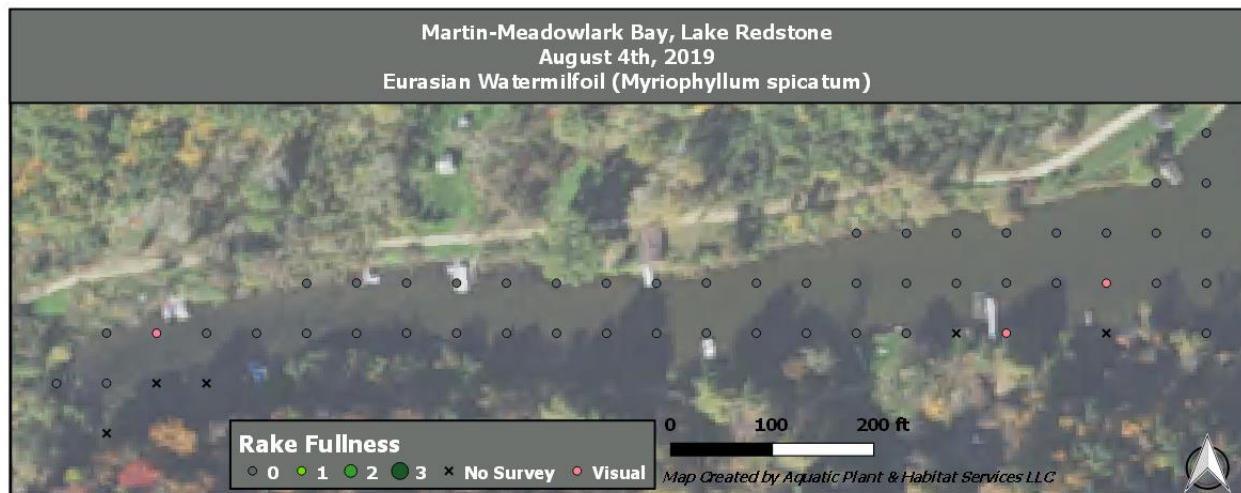 Martin-Meadowlark Bay, Lake Redstone
August 4th, 2019
Eurasian Watermilfoil (Myriophyllum spicatum)
Rake Fullness
0 1 2 3 × No Survey Visual
0 100 200 ft
Map Created by Aquatic Plant & Habitat Services LLC